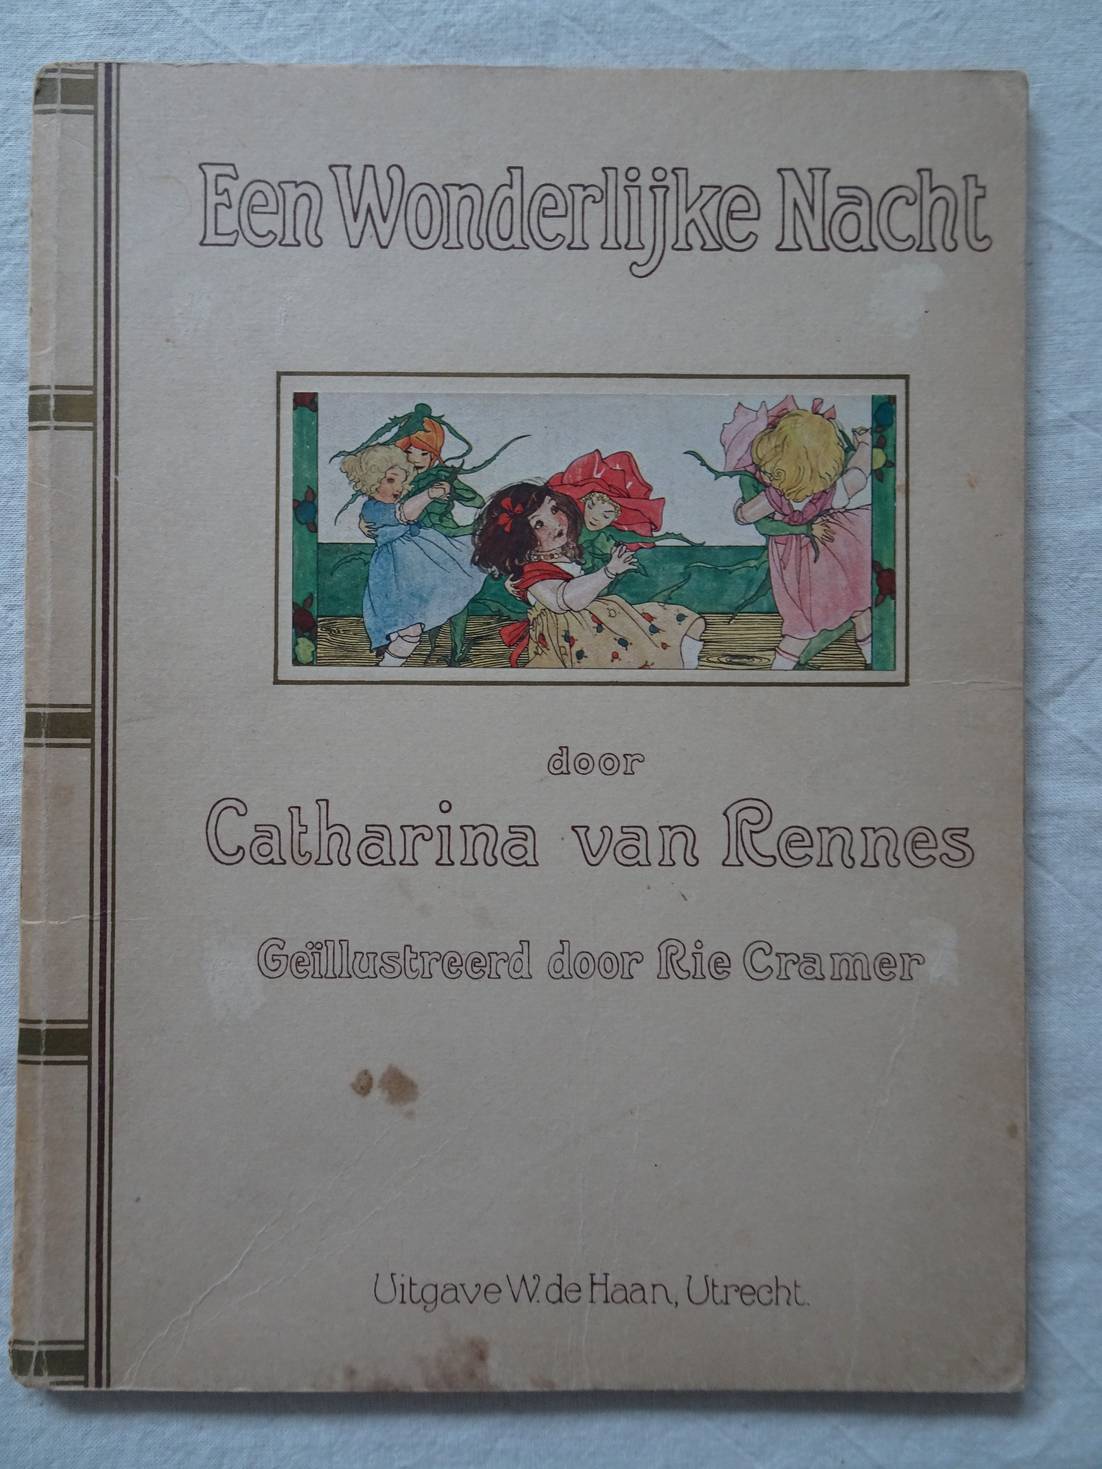 Een Wonderlijke Nacht
door
Catharina van Rennes
Geïllustreerd door Rie Cramer
Uitgave W. de Haan, Utrecht.